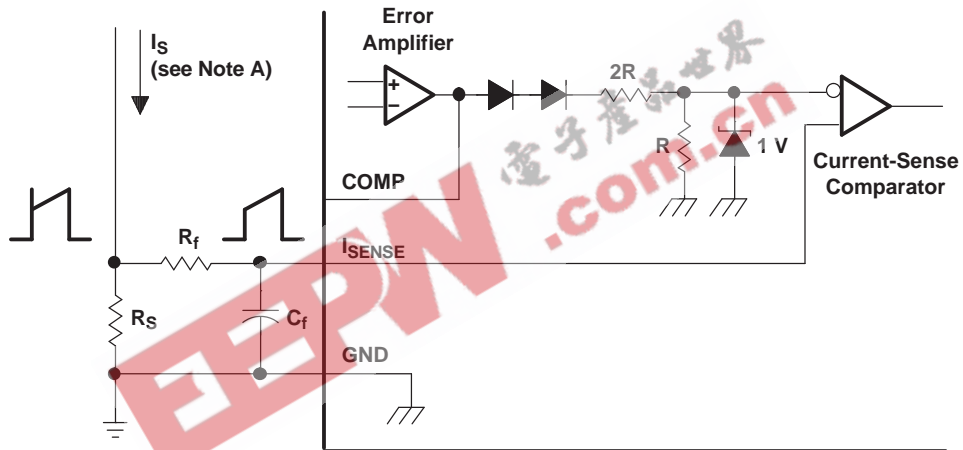 Error
Amplifier
I_S
(see Note A)
+
−
2R
R
1 V
Current-Sense
Comparator
COMP
R_f
I_SENSE
R_S
C_f
GND
EEPW.com.cn
電子產品世界